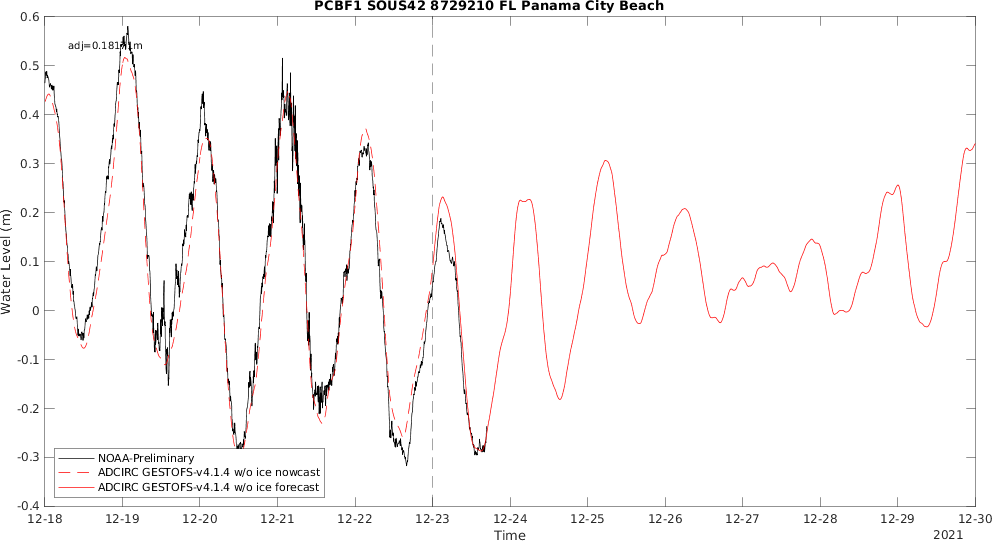 PCBF1 SOUS42 8729210 FL Panama City Beach
0.6
0.5
0.4
0.3
0.2
0.1
0
-0.1
-0.2
-0.3
-0.4
Water Level (m)
NOAA-Preliminary
ADCIRC GESTOFS-v4.1.4 w/o ice nowcast
ADCIRC GESTOFS-v4.1.4 w/o ice forecast
12-18 12-19 12-20 12-21 12-22 12-23 12-24 12-25 12-26 12-27 12-28 12-29 12-30
Time
2021